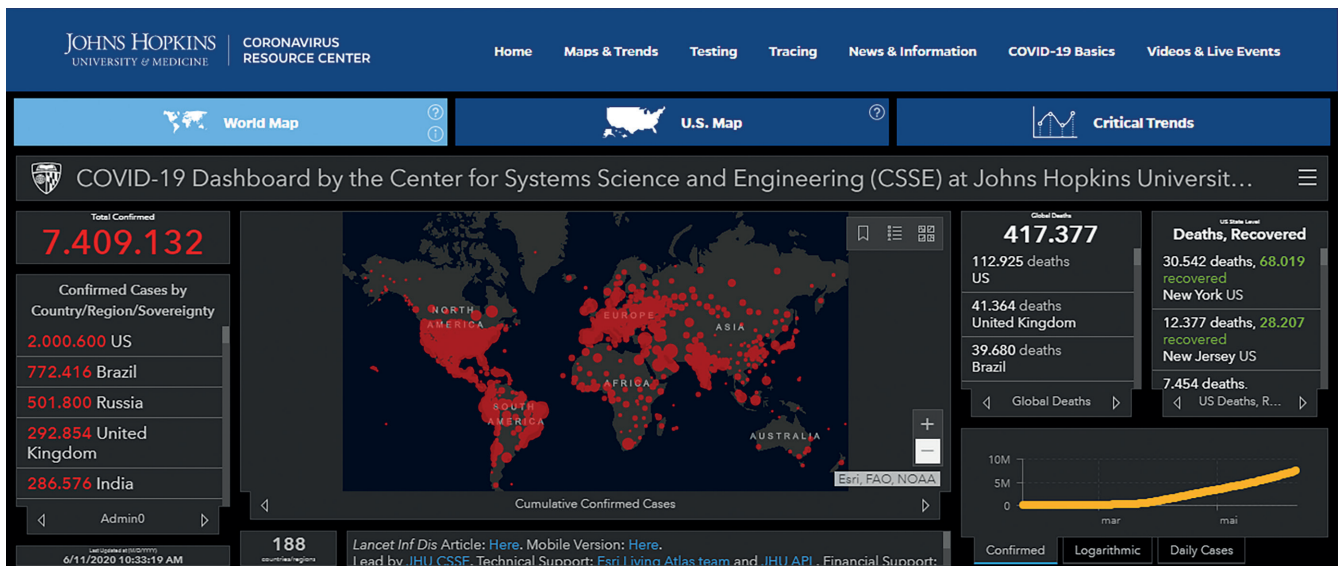 JOHNS HOPKINS
UNIVERSITY & MEDICINE
CORONAVIRUS
RESOURCE CENTER
Home
Maps & Trends
Testing
Tracing
News & Information
COVID-19 Basics
Videos & Live Events
World Map
U.S. Map
Critical Trends
COVID-19 Dashboard by the Center for Systems Science and Engineering (CSSE) at Johns Hopkins Universit...
Total Confirmed
7.409.132
Confirmed Cases by
Country/Region/Sovereignty
2.000.600 US
772.416 Brazil
501.800 Russia
292.854 United
Kingdom
286.576 India
Admin0
Last Updated at (M/D/YYYY)
6/11/2020 10:33:19 AM
NORTH
AMERICA
EUROPE
ASIA
AFRICA
SOUTH
AMERICA
AUSTRALIA
+
−
Esri, FAO, NOAA
Cumulative Confirmed Cases
188
countries/regions
Lancet Inf Dis Article: Here. Mobile Version: Here.
Lead by JHU CSSE. Technical Support: Esri Living Atlas team and JHU APL. Financial Support:
Global Deaths
417.377
112.925 deaths
US
41.364 deaths
United Kingdom
39.680 deaths
Brazil
Global Deaths
US State Level
Deaths, Recovered
30.542 deaths, 68.019
recovered
New York US
12.377 deaths, 28.207
recovered
New Jersey US
7.454 deaths.
US Deaths, R...
10M
5M
0
mar
mai
Confirmed
Logarithmic
Daily Cases